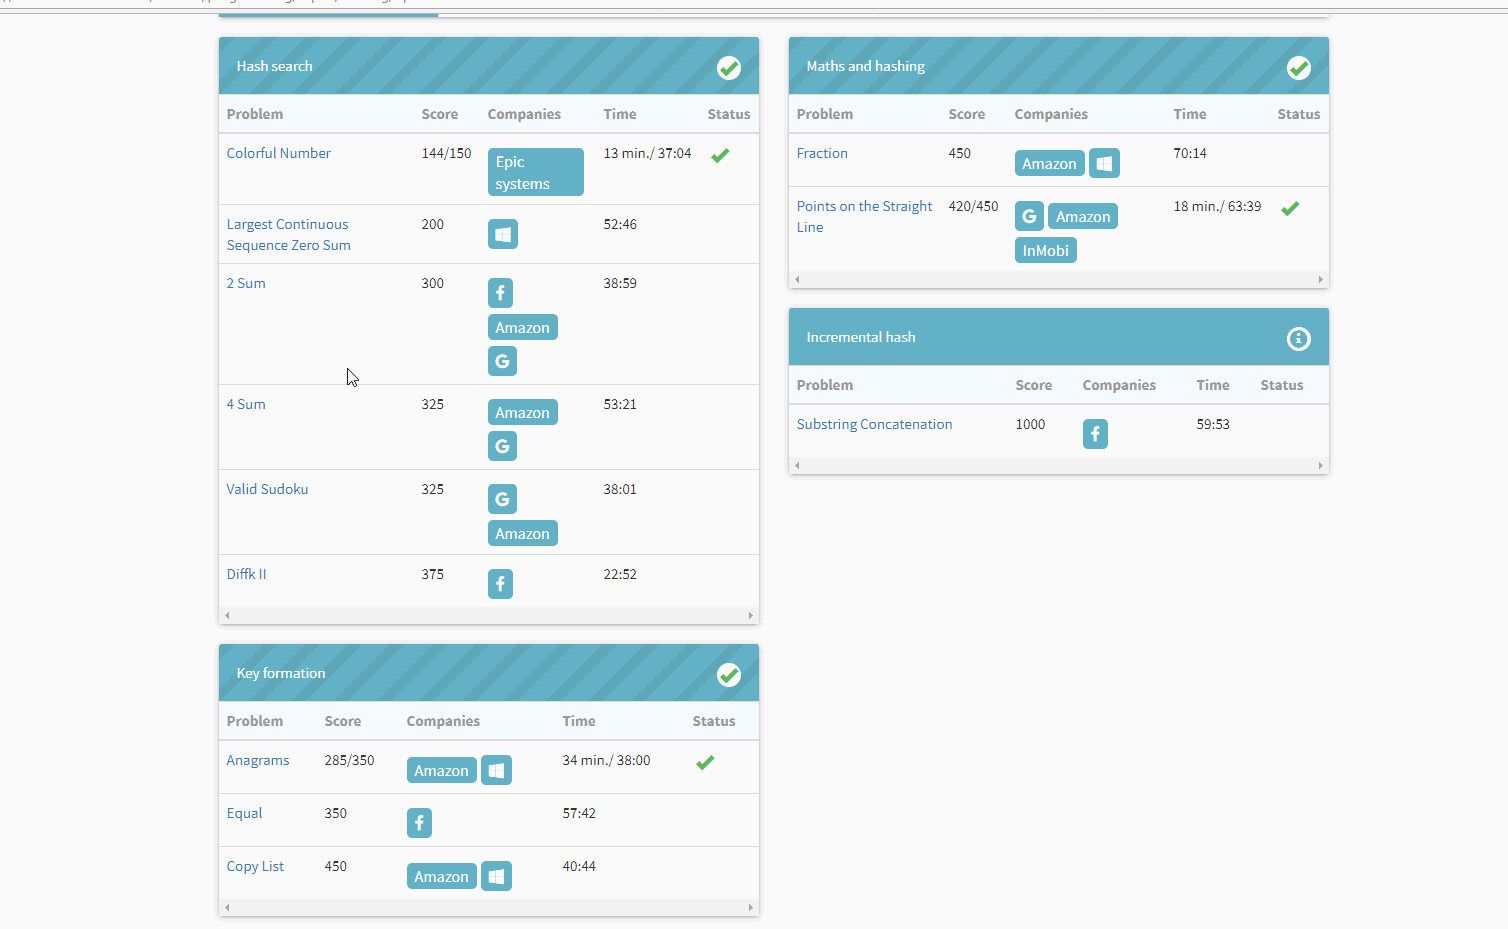 Hash search
Problem Score Companies Time Status
Colorful Number 144/150 Epic systems 13 min./ 37:04
Largest Continuous Sequence Zero Sum 200 52:46
2 Sum 300 f Amazon G 38:59
4 Sum 325 Amazon G 53:21
Valid Sudoku 325 G Amazon 38:01
Diffk II 375 f 22:52
Key formation
Problem Score Companies Time Status
Anagrams 285/350 Amazon 34 min./ 38:00
Equal 350 f 57:42
Copy List 450 Amazon 40:44
Maths and hashing
Problem Score Companies Time Status
Fraction 450 Amazon 70:14
Points on the Straight Line 420/450 G Amazon InMobi 18 min./ 63:39
Incremental hash
Problem Score Companies Time Status
Substring Concatenation 1000 f 59:53